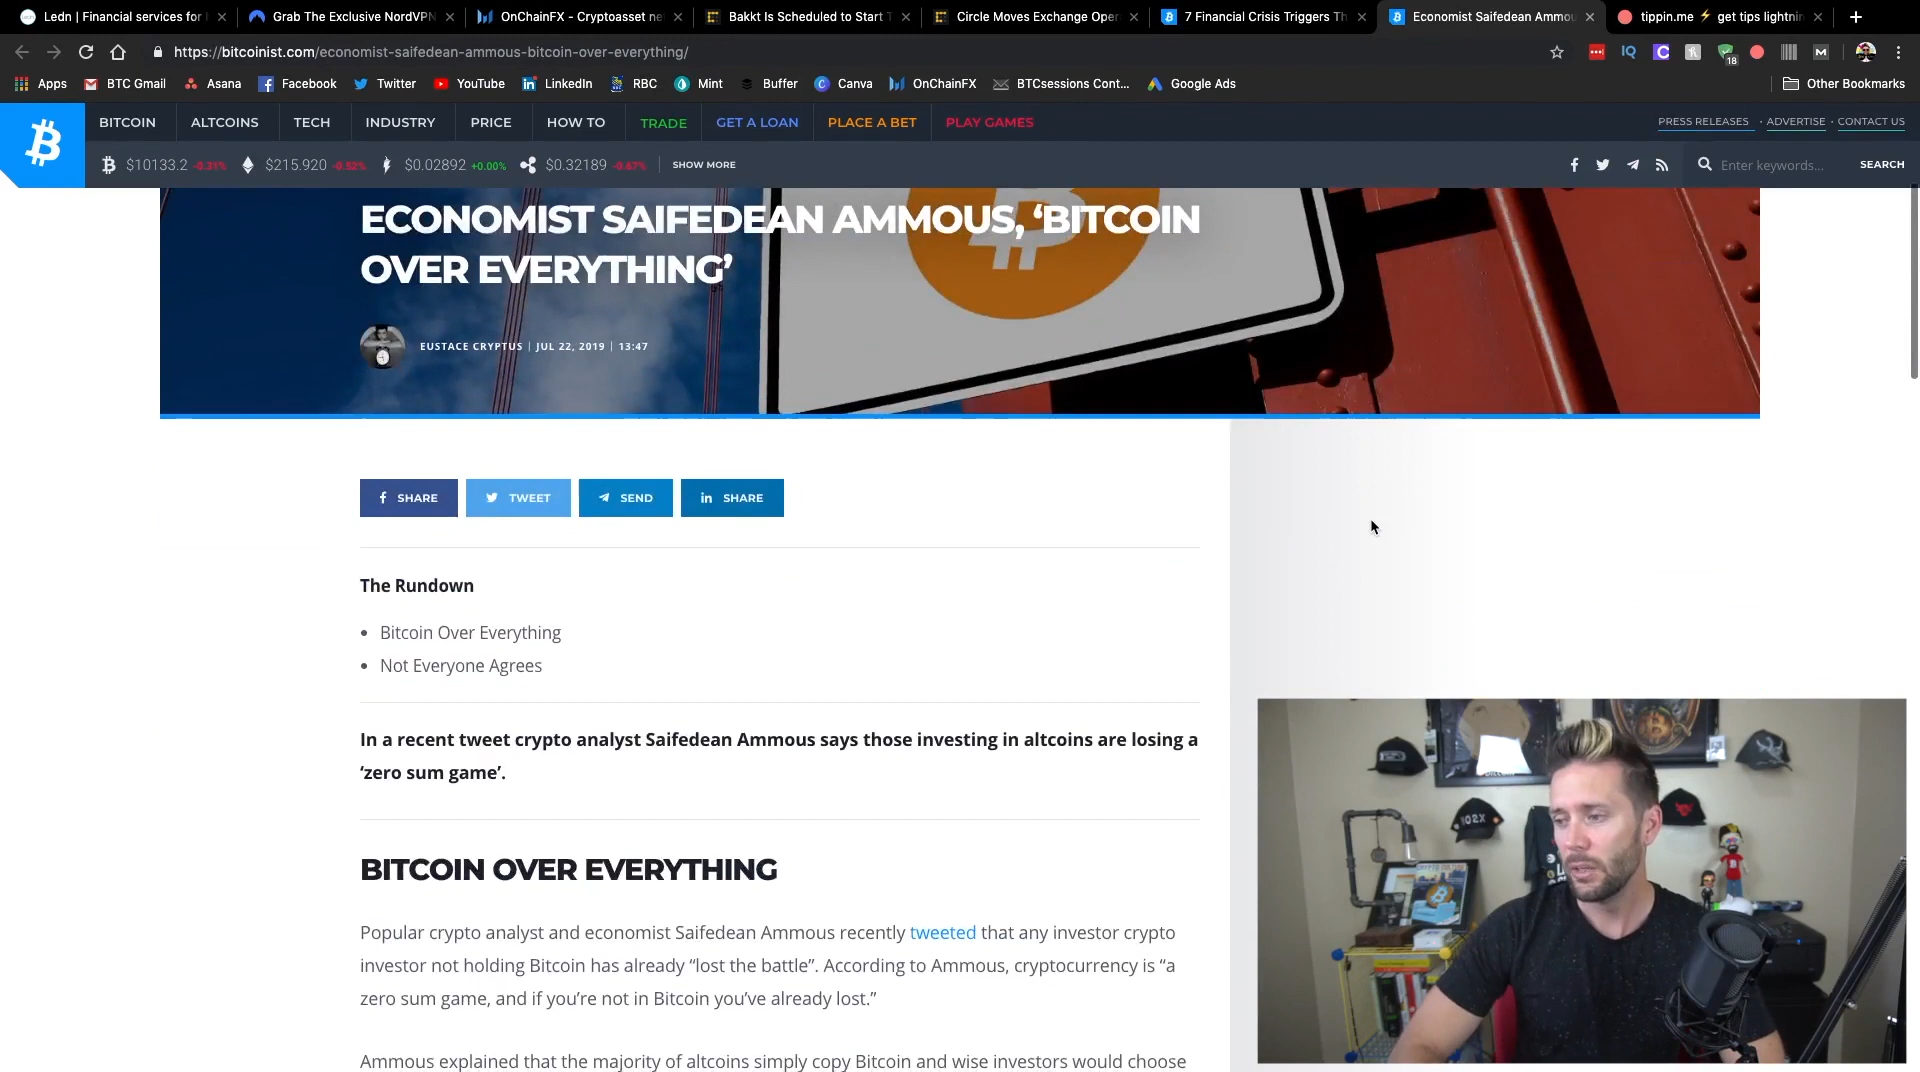 Ledn | Financial services for
Grab The Exclusive NordVPN
OnChainFX - Cryptoasset ne
Bakkt Is Scheduled to Start T
Circle Moves Exchange Oper
7 Financial Crisis Triggers Th
Economist Saifedean Ammou
tippin.me ⚡ get tips lightnin
https://bitcoinist.com/economist-saifedean-ammous-bitcoin-over-everything/
18
Apps
BTC Gmail
Asana
Facebook
Twitter
YouTube
LinkedIn
RBC
Mint
Buffer
Canva
OnChainFX
BTCsessions Cont...
Google Ads
Other Bookmarks
BITCOIN
ALTCOINS
TECH
INDUSTRY
PRICE
HOW TO
TRADE
GET A LOAN
PLACE A BET
PLAY GAMES
PRESS RELEASES · ADVERTISE · CONTACT US
$10133.2 -0.31%
$215.920 -0.52%
$0.02892 +0.00%
$0.32189 -0.67%
SHOW MORE
Enter keywords...
SEARCH
ECONOMIST SAIFEDEAN AMMOUS, ‘BITCOIN
OVER EVERYTHING’
EUSTACE CRYPTUS | JUL 22, 2019 | 13:47
SHARE
TWEET
SEND
SHARE
The Rundown
• Bitcoin Over Everything
• Not Everyone Agrees
In a recent tweet crypto analyst Saifedean Ammous says those investing in altcoins are losing a
‘zero sum game’.
BITCOIN OVER EVERYTHING
Popular crypto analyst and economist Saifedean Ammous recently tweeted that any investor crypto
investor not holding Bitcoin has already “lost the battle”. According to Ammous, cryptocurrency is “a
zero sum game, and if you’re not in Bitcoin you’ve already lost.”
Ammous explained that the majority of altcoins simply copy Bitcoin and wise investors would choose
NO2X